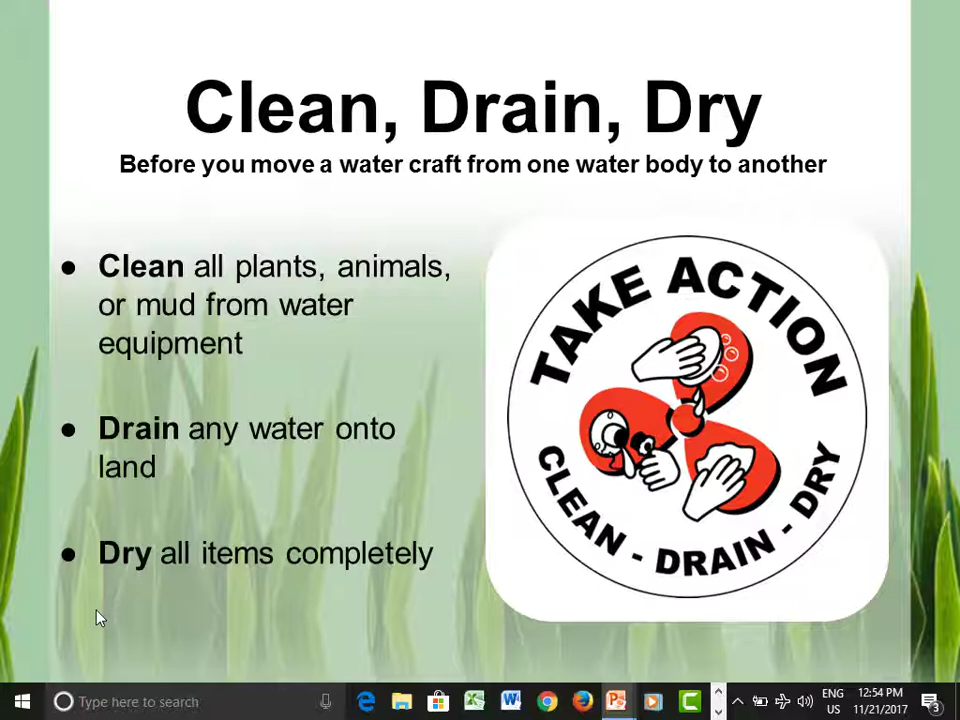 Clean, Drain, Dry
Before you move a water craft from one water body to another
● Clean all plants, animals,
or mud from water
equipment
● Drain any water onto
land
● Dry all items completely
TAKE ACTION
CLEAN - DRAIN - DRY
Type here to search
ENG
US
12:54 PM
11/21/2017
3